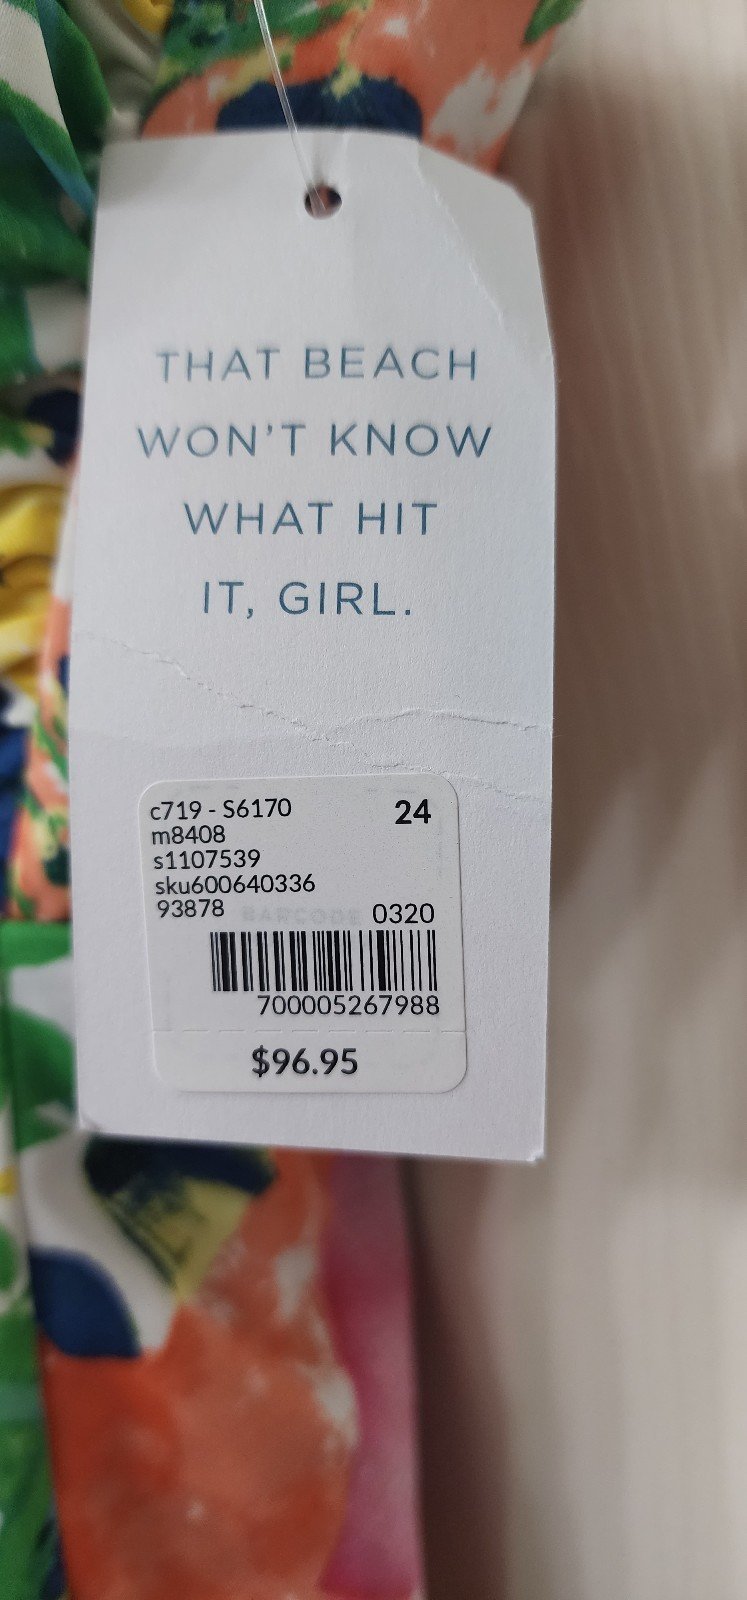 THAT BEACH
WON'T KNOW
WHAT HIT
IT, GIRL.
c719 - S6170 24
m8408
s1107539
sku600640336
93878 BARCODE 0320
700005267988
$96.95